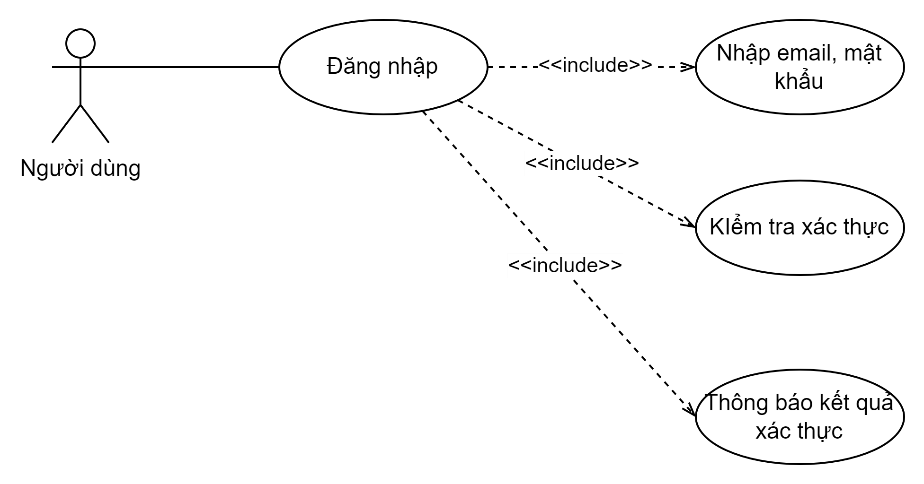 Đăng nhập
<<include>>
Nhập email, mật
khẩu
Người dùng
<<include>>
KIểm tra xác thực
<<include>>
Thông báo kết quả
xác thực